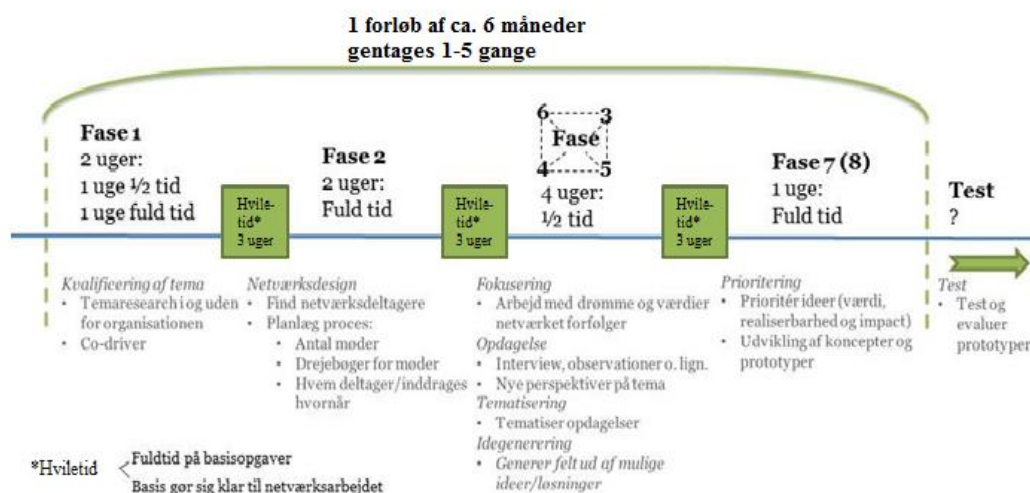 1 forløb af ca. 6 måneder
gentages 1-5 gange
Fase 1
2 uger:
1 uge ½ tid
1 uge fuld tid
Hvile-
tid*
3 uger
Fase 2
2 uger:
Fuld tid
Hvile-
tid*
3 uger
6 3
Fase
4 5
4 uger:
½ tid
Hvile-
tid*
3 uger
Fase 7 (8)
1 uge:
Fuld tid
Test
?
Kvalificering af tema
• Temaresearch i og uden
for organisationen
• Co-driver
Netværksdesign
• Find netværksdeltagere
• Planlæg proces:
• Antal møder
• Drejebøger for møder
• Hvem deltager/inddrages
hvornår
Fokusering
• Arbejd med drømme og værdier
netværket forfølger
Opdagelse
• Interview, observationer o. lign.
• Nye perspektiver på tema
Tematisering
• Tematiser opdagelser
Idegenerering
• Generer felt ud af mulige
ideer/løsninger
Prioritering
• Prioritér ideer (værdi,
realiserbarhed og impact)
• Udvikling af koncepter og
prototyper
Test
• Test og
evaluer
prototyper
*Hviletid
Fuldtid på basisopgaver
Basis gør sig klar til netværksarbejdet